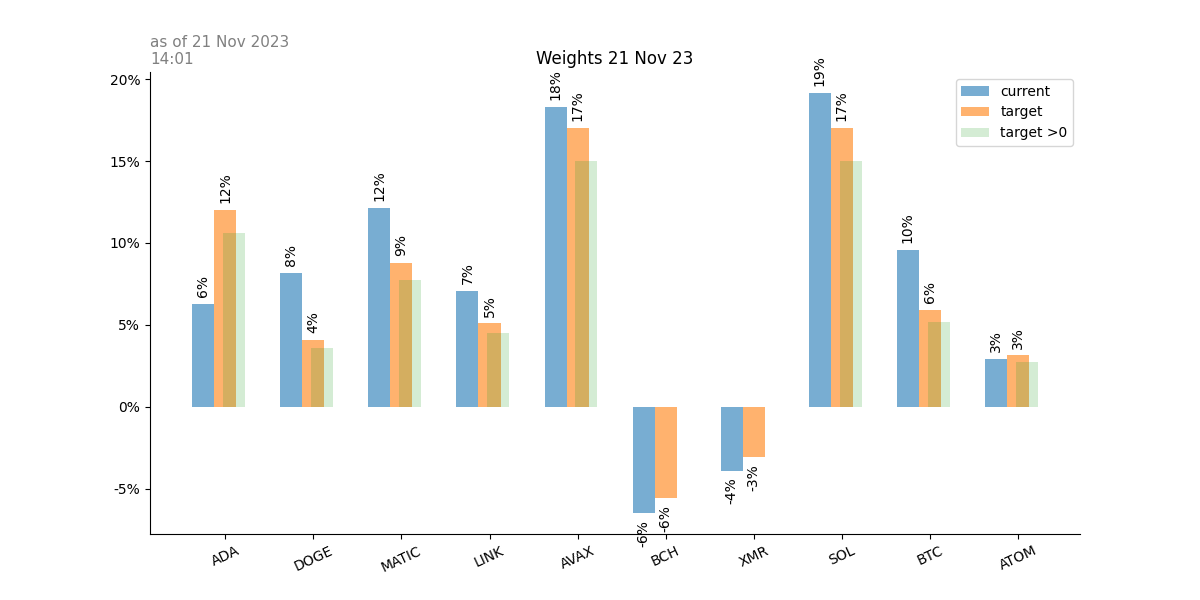 as of 21 Nov 2023
14:01
Weights 21 Nov 23
20%
15%
10%
5%
0%
-5%
current
target
target >0
6%
12%
8%
4%
12%
9%
7%
5%
18%
17%
-6%
-6%
-4%
-3%
19%
17%
10%
6%
3%
3%
ADA
DOGE
MATIC
LINK
AVAX
BCH
XMR
SOL
BTC
ATOM